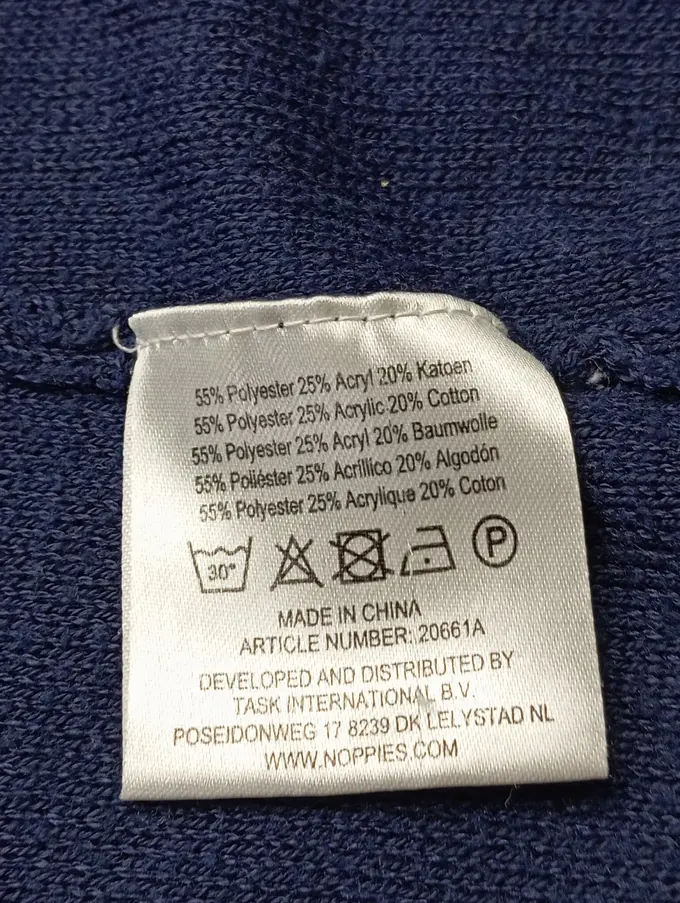 55% Polyester 25% Acryl 20% Katoen
55% Polyester 25% Acrylic 20% Cotton
55% Polyester 25% Acryl 20% Baumwolle
55% Poliéster 25% Acrillico 20% Algodón
55% Polyester 25% Acrylique 20% Coton
30° P
MADE IN CHINA
ARTICLE NUMBER: 20661A
DEVELOPED AND DISTRIBUTED BY
TASK INTERNATIONAL B.V.
POSEIDONWEG 17 8239 DK LELYSTAD NL
WWW.NOPPIES.COM